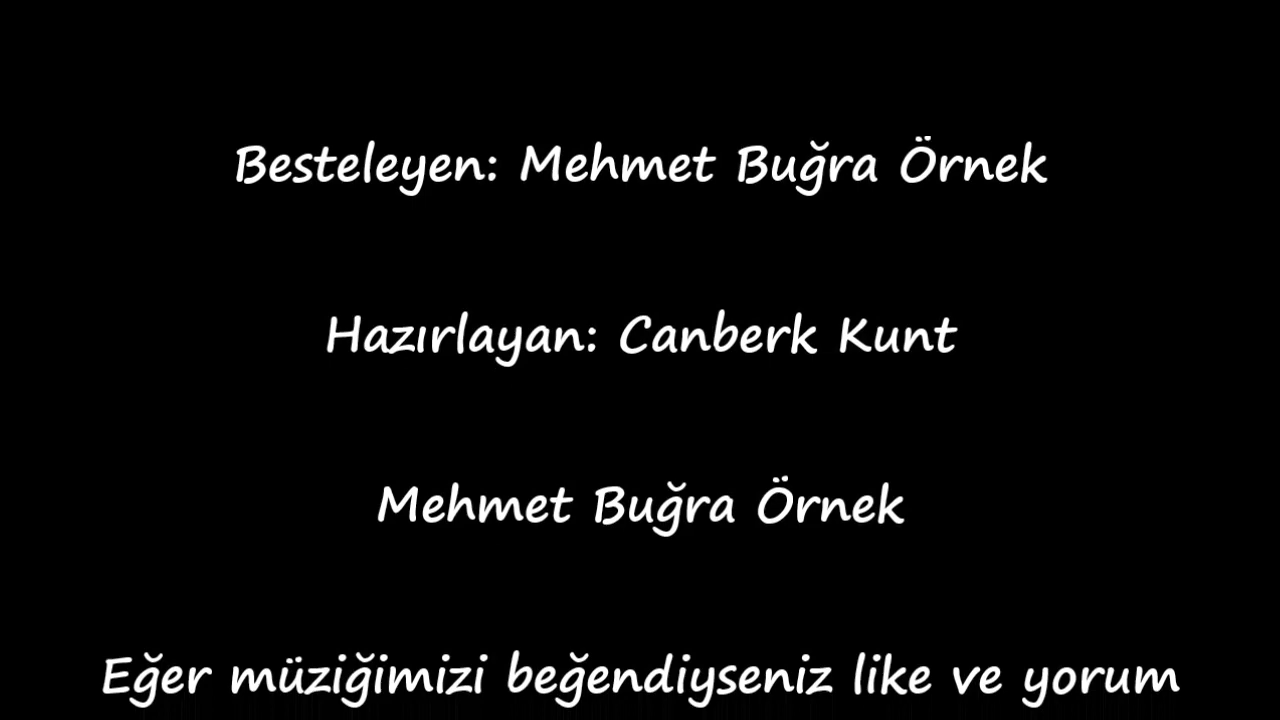 Besteleyen: Mehmet Buğra Örnek
Hazırlayan: Canberk Kunt
Mehmet Buğra Örnek
Eğer müziğimizi beğendiyseniz like ve yorum